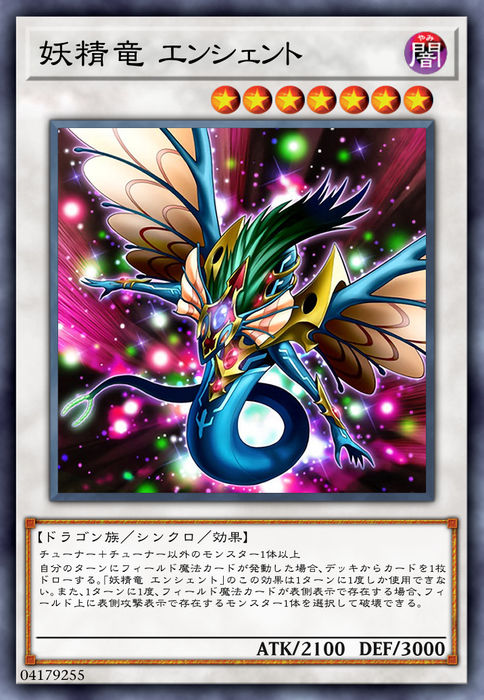 妖精竜 エンシェント
やみ
闇
【ドラゴン族／シンクロ／効果】
チューナー＋チューナー以外のモンスター1体以上
自分のターンにフィールド魔法カードが発動した場合、デッキからカードを1枚
ドローする。「妖精竜 エンシェント」のこの効果は1ターンに1度しか使用できな
い。また、1ターンに1度、フィールド魔法カードが表側表示で存在する場合、フィ
ールド上に表側攻撃表示で存在するモンスター1体を選択して破壊できる。
ATK/2100 DEF/3000
04179255